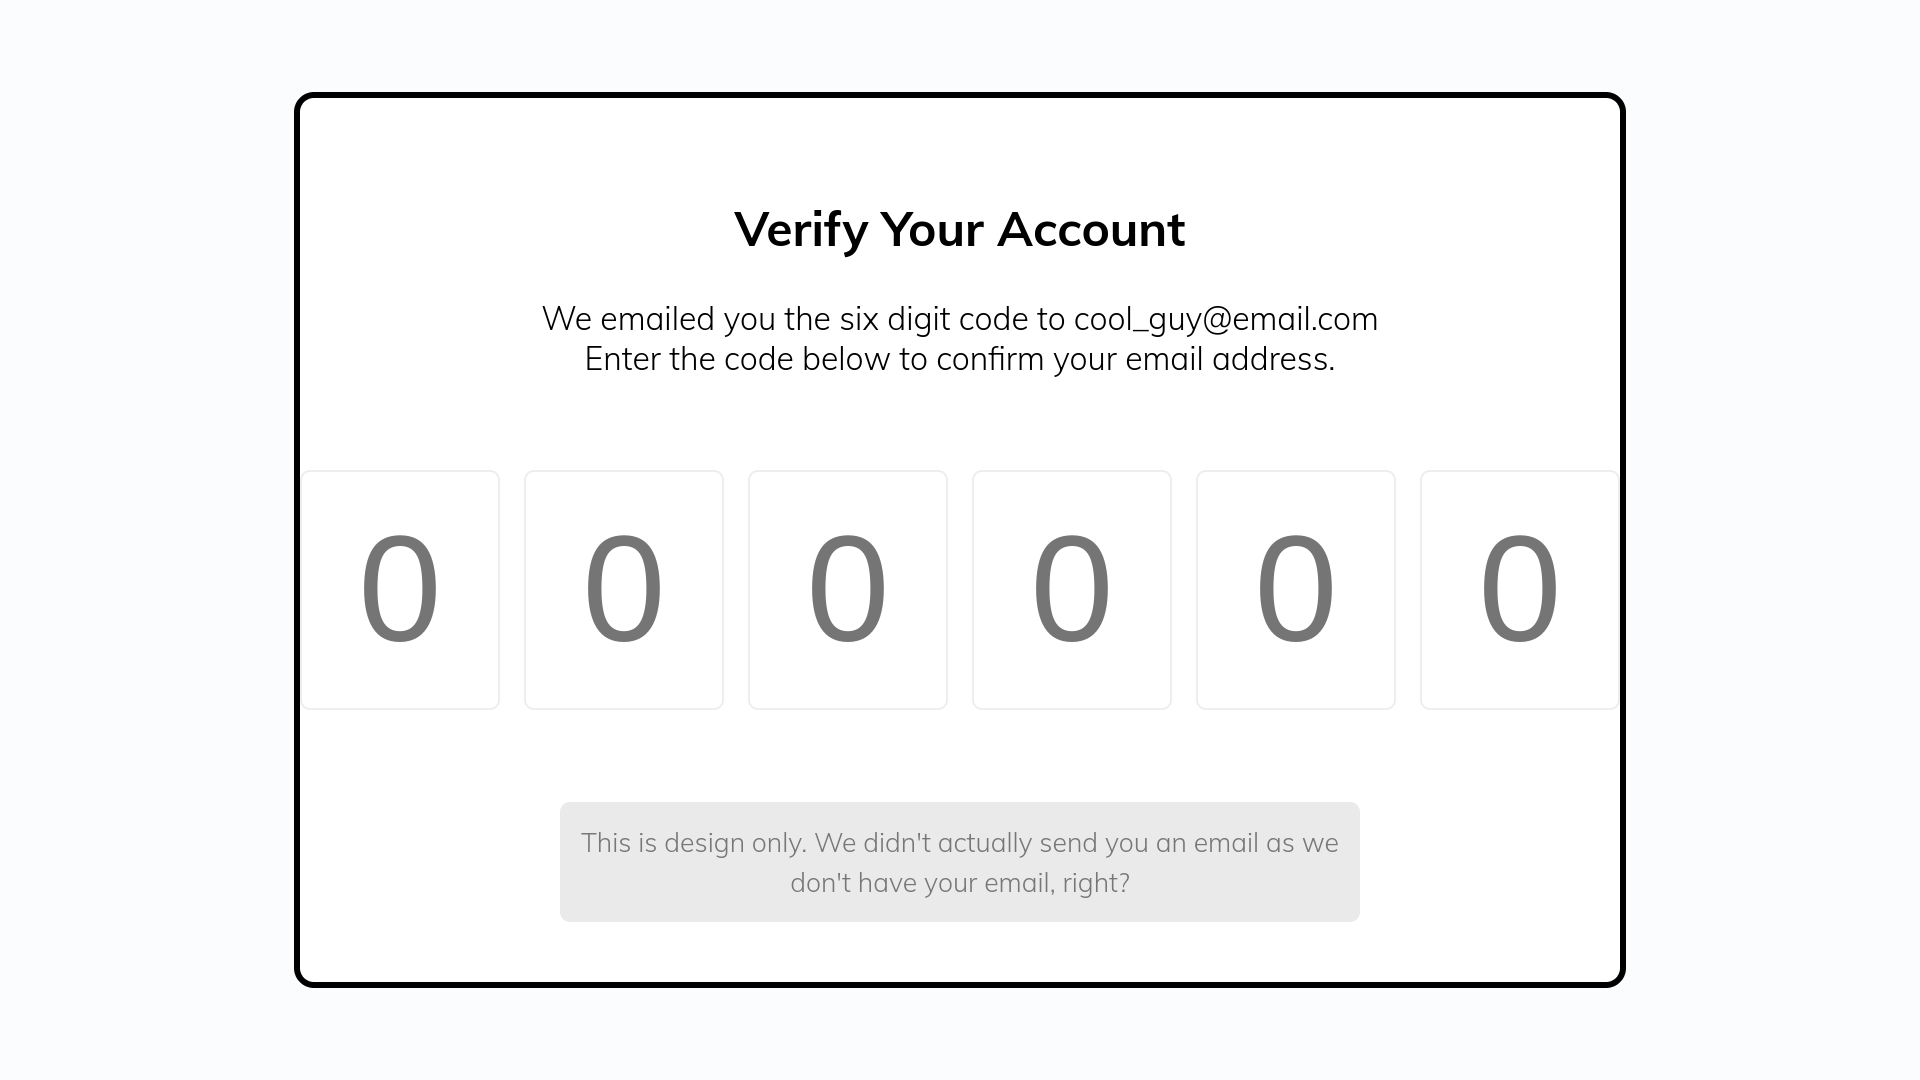 Verify Your Account
We emailed you the six digit code to cool_guy@email.com
Enter the code below to confirm your email address.
0 0 0 0 0 0
This is design only. We didn't actually send you an email as we
don't have your email, right?